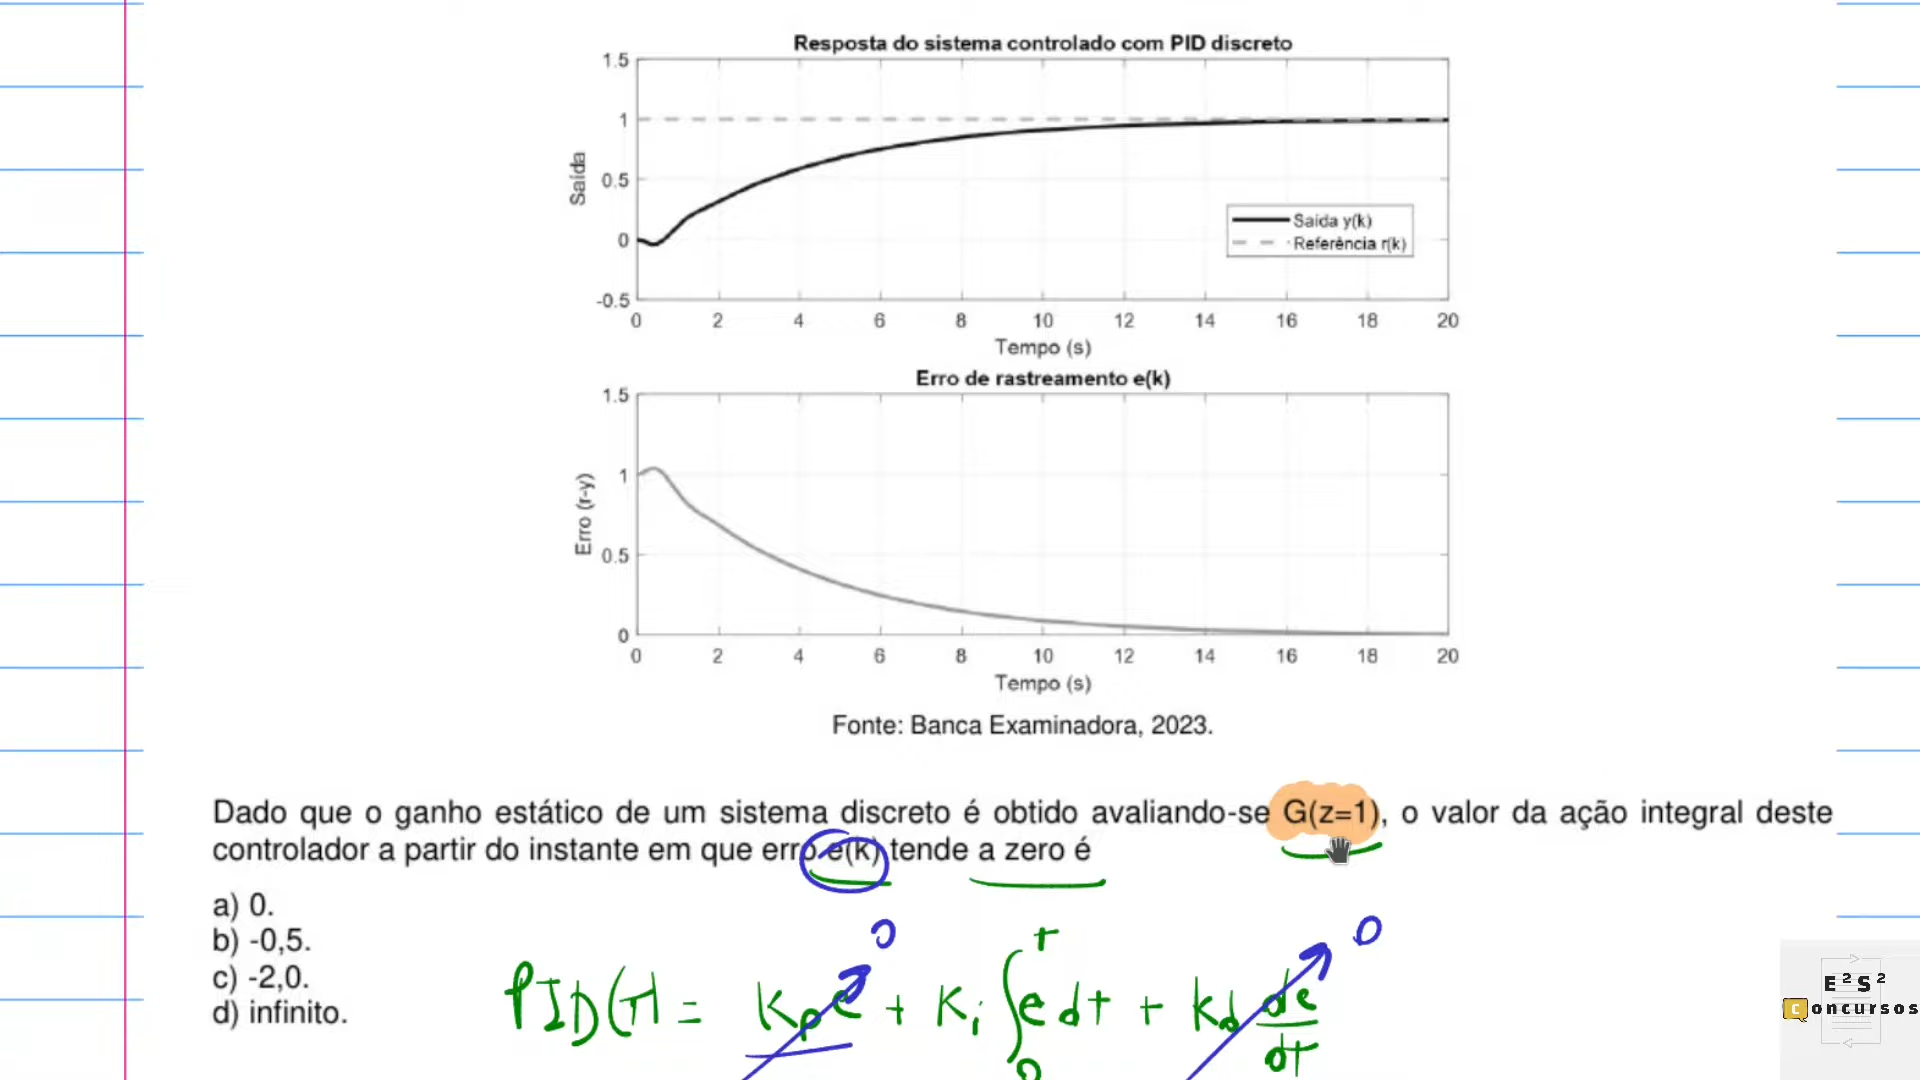 Resposta do sistema controlado com PID discreto
1.5
1
0.5
0
-0.5
Saída
Saída y(k)
Referência r(k)
0 2 4 6 8 10 12 14 16 18 20
Tempo (s)
Erro de rastreamento e(k)
1.5
1
0.5
0
Erro (r-y)
0 2 4 6 8 10 12 14 16 18 20
Tempo (s)
Fonte: Banca Examinadora, 2023.
Dado que o ganho estático de um sistema discreto é obtido avaliando-se G(z=1), o valor da ação integral deste
controlador a partir do instante em que erro e(k) tende a zero é
a) 0.
b) -0,5.
c) -2,0.
d) infinito.
0 t 0
PID(t) = Kp e + Ki ∫ e dt + Kd de
dt
0
E²S²
Concursos